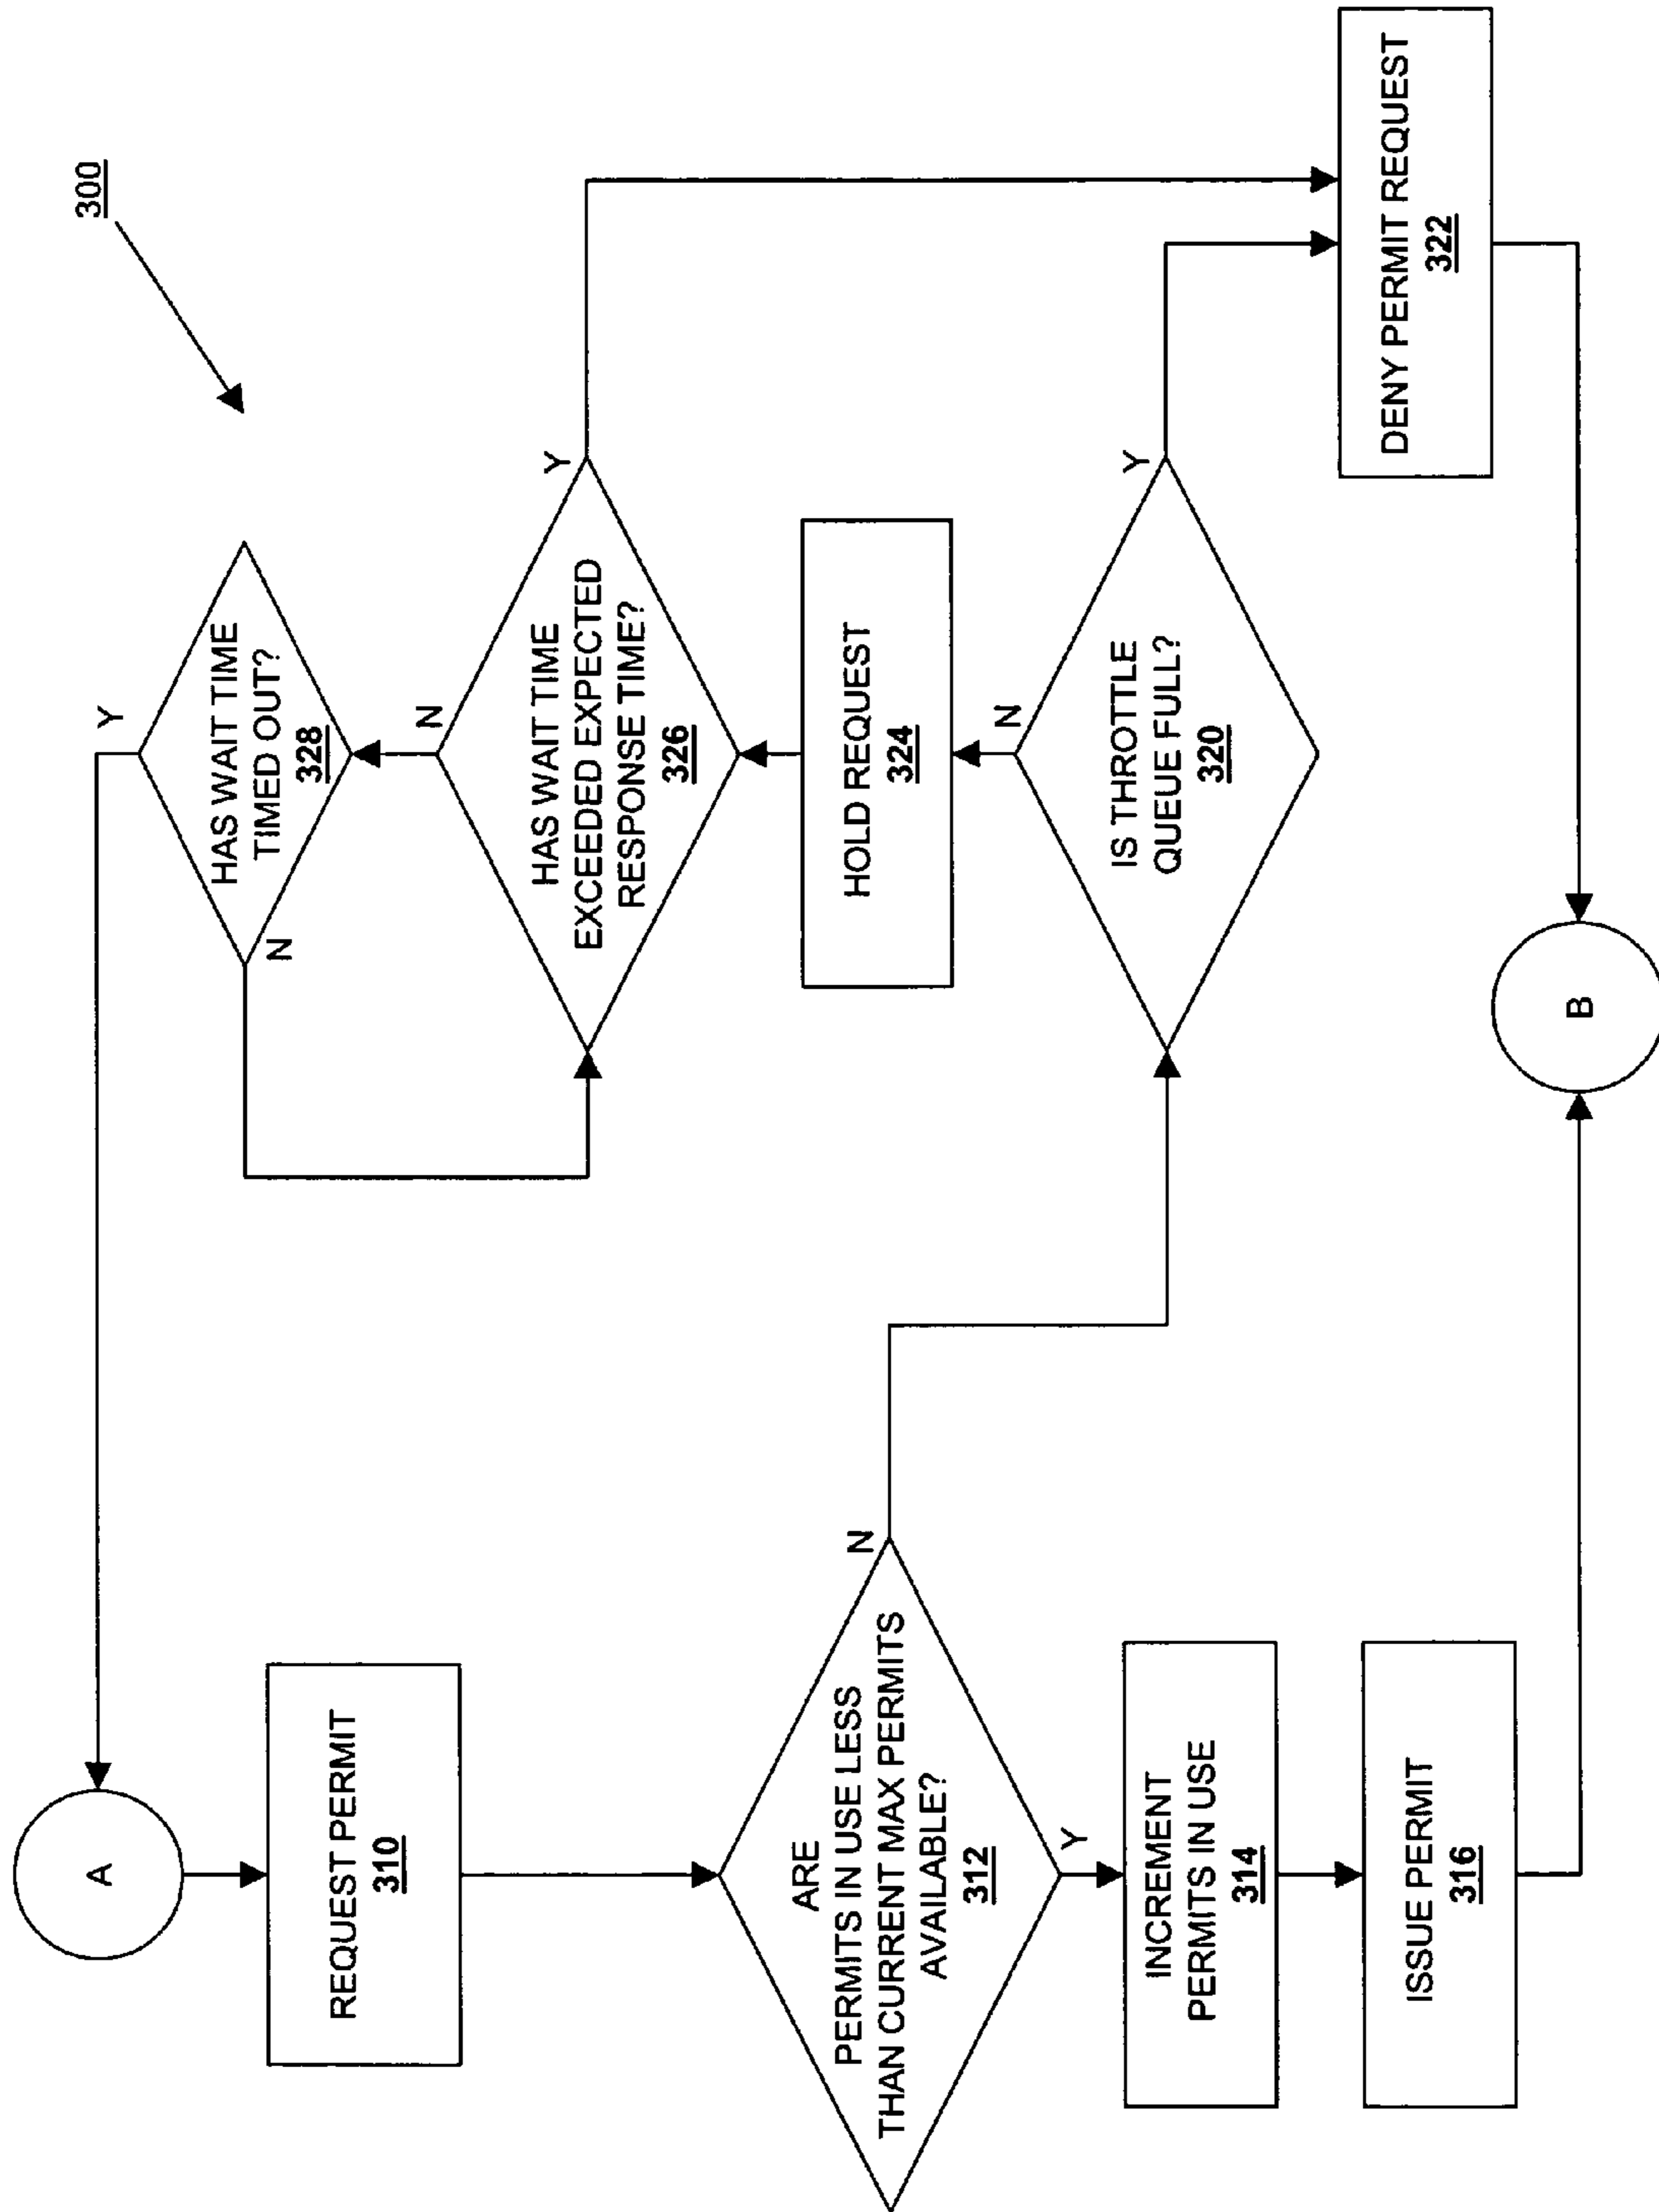 300
A
REQUEST PERMIT
310
ARE
PERMITS IN USE LESS
THAN CURRENT MAX PERMITS
AVAILABLE?
312
N
Y
INCREMENT
PERMITS IN USE
314
ISSUE PERMIT
316
HAS WAIT TIME
TIMED OUT?
328
Y
N
HAS WAIT TIME
EXCEEDED EXPECTED
RESPONSE TIME?
326
N
Y
HOLD REQUEST
324
IS THROTTLE
QUEUE FULL?
320
N
Y
DENY PERMIT REQUEST
322
B